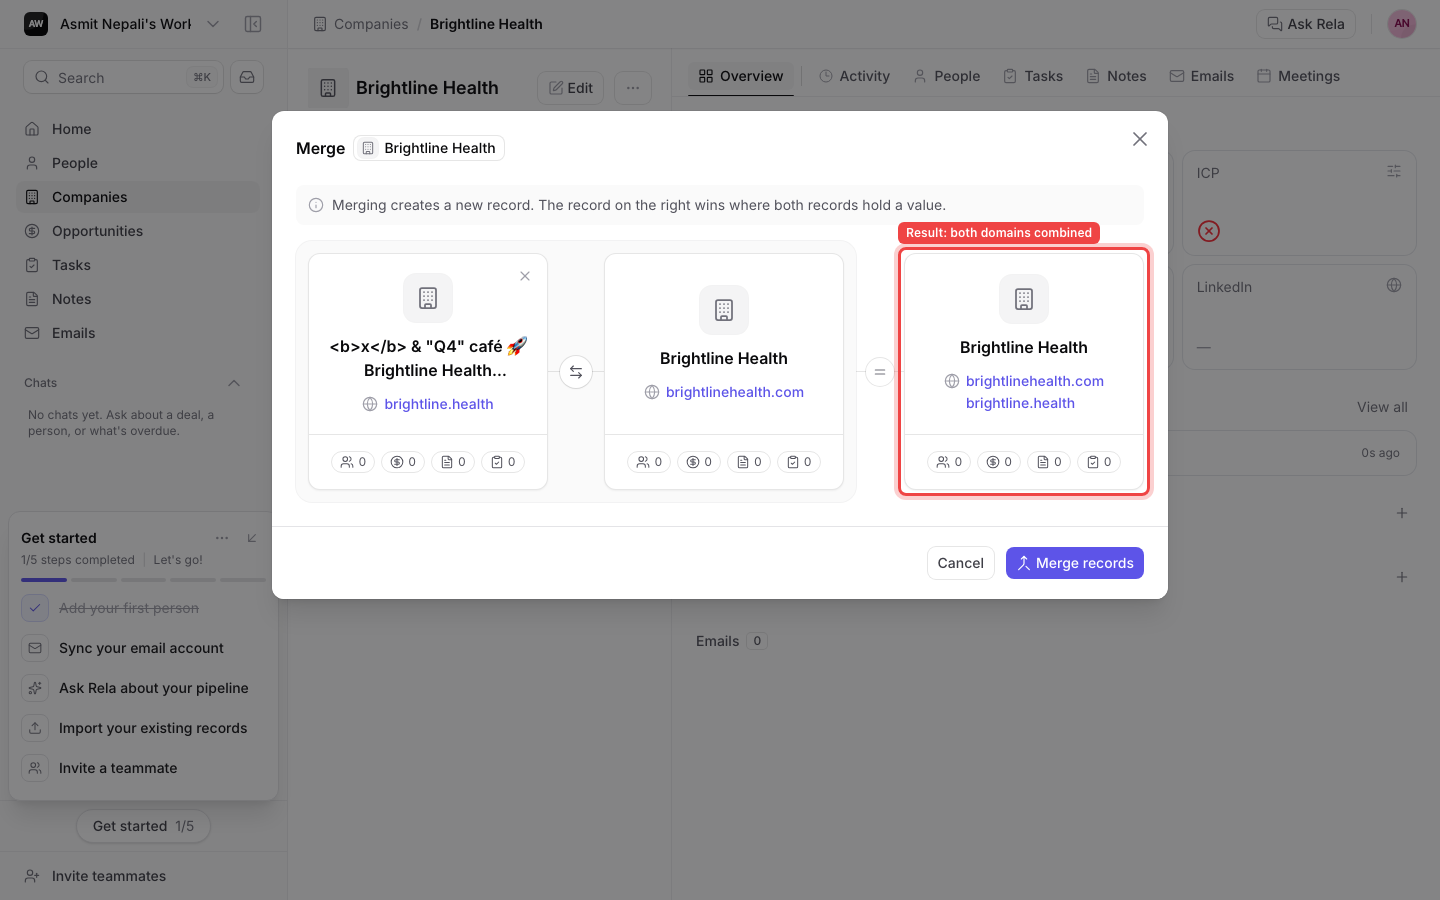 AW Asmit Nepali's Work
Companies / Brightline Health
Ask Rela
AN
Search ⌘K
Home
People
Companies
Opportunities
Tasks
Notes
Emails
Chats
No chats yet. Ask about a deal, a
person, or what's overdue.
Get started
1/5 steps completed | Let's go!
Add your first person
Sync your email account
Ask Rela about your pipeline
Import your existing records
Invite a teammate
Get started 1/5
Invite teammates
Brightline Health
Edit
Overview
Activity
People
Tasks
Notes
Emails
Meetings
ICP
LinkedIn
—
View all
0s ago
Emails 0
Merge Brightline Health
Merging creates a new record. The record on the right wins where both records hold a value.
Result: both domains combined
<b>x</b> & "Q4" café 🚀
Brightline Health...
brightline.health
0 0 0 0
Brightline Health
brightlinehealth.com
0 0 0 0
Brightline Health
brightlinehealth.com
brightline.health
0 0 0 0
Cancel
Merge records